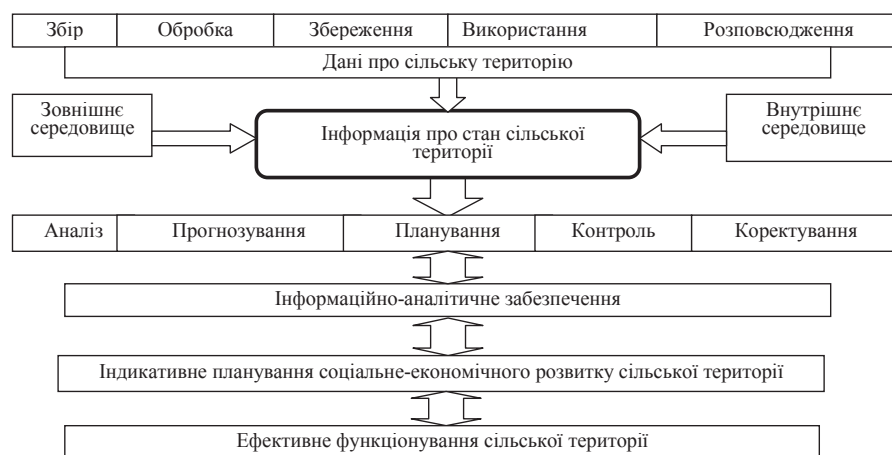 Збір Обробка Збереження Використання Розповсюдження
Дані про сільську територію
Зовнішнє
середовище
Інформація про стан сільської
території
Внутрішнє
середовище
Аналіз Прогнозування Планування Контроль Коректування
Інформаційно-аналітичне забезпечення
Індикативне планування соціальне-економічного розвитку сільської території
Ефективне функціонування сільської території